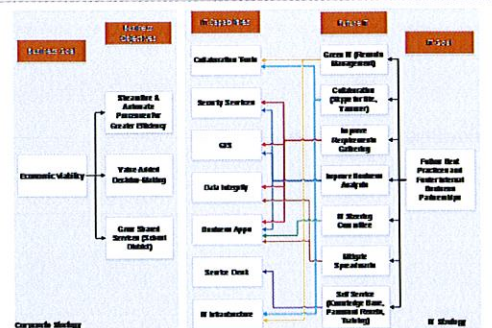 Business Goal
Business
Objectives
IT Capabilities
IT Goal
Economic Viability
Streamline &
Automate
Processes for
Greater Efficiency
Value Added
Decision-Making
Grow Shared
Services (School
District)
Collaboration Tools
Security Services
GIS
Data Integrity
Business Apps
Service Desk
IT Infrastructure
Green IT (Remote
Management)
Collaboration
(Skype for Biz,
Yammer)
Improve
Requirements
Gathering
Improve Business
Analysis
IT Steering
Committee
Mitigate
Spreadmarts
Self Service
(Knowledge Base,
Password Resets,
Training)
Follow Best
Practices and
Foster Internal
Business
Partnerships
Corporate Strategy
IT Strategy